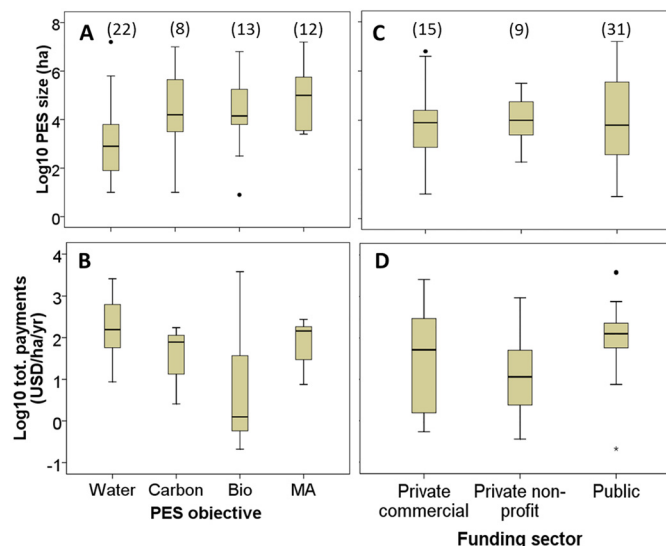 A (22) (8) (13) (12)
C (15) (9) (31)
Log10 PES size (ha)
8
6
4
2
0
B
D
Log10 tot. payments
(USD/ha/yr)
3
2
1
0
-1
*
Water Carbon Bio MA
PES objective
Private commercial Private non-profit Public
Funding sector